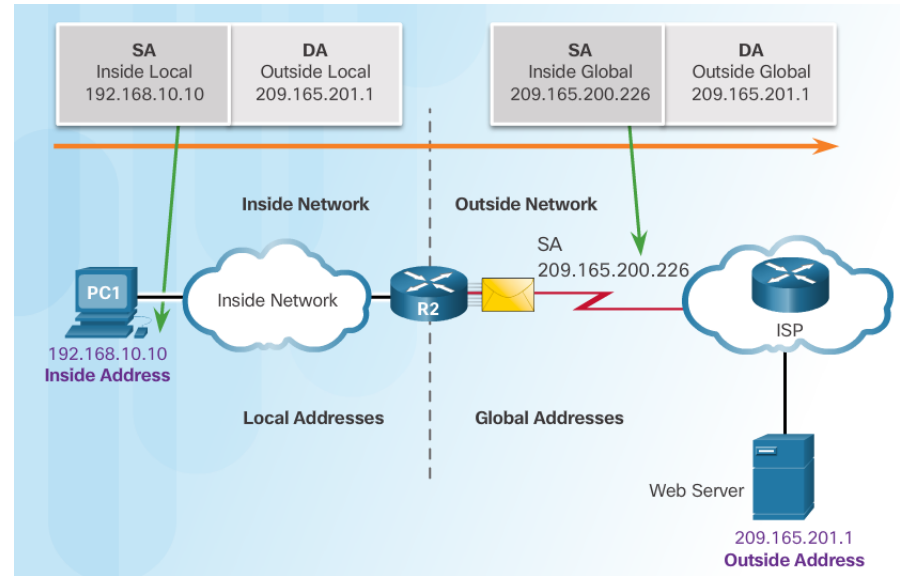 SA
Inside Local
192.168.10.10
DA
Outside Local
209.165.201.1
SA
Inside Global
209.165.200.226
DA
Outside Global
209.165.201.1
Inside Network
Outside Network
SA
209.165.200.226
PC1
Inside Network
R2
ISP
192.168.10.10
Inside Address
Local Addresses
Global Addresses
Web Server
209.165.201.1
Outside Address